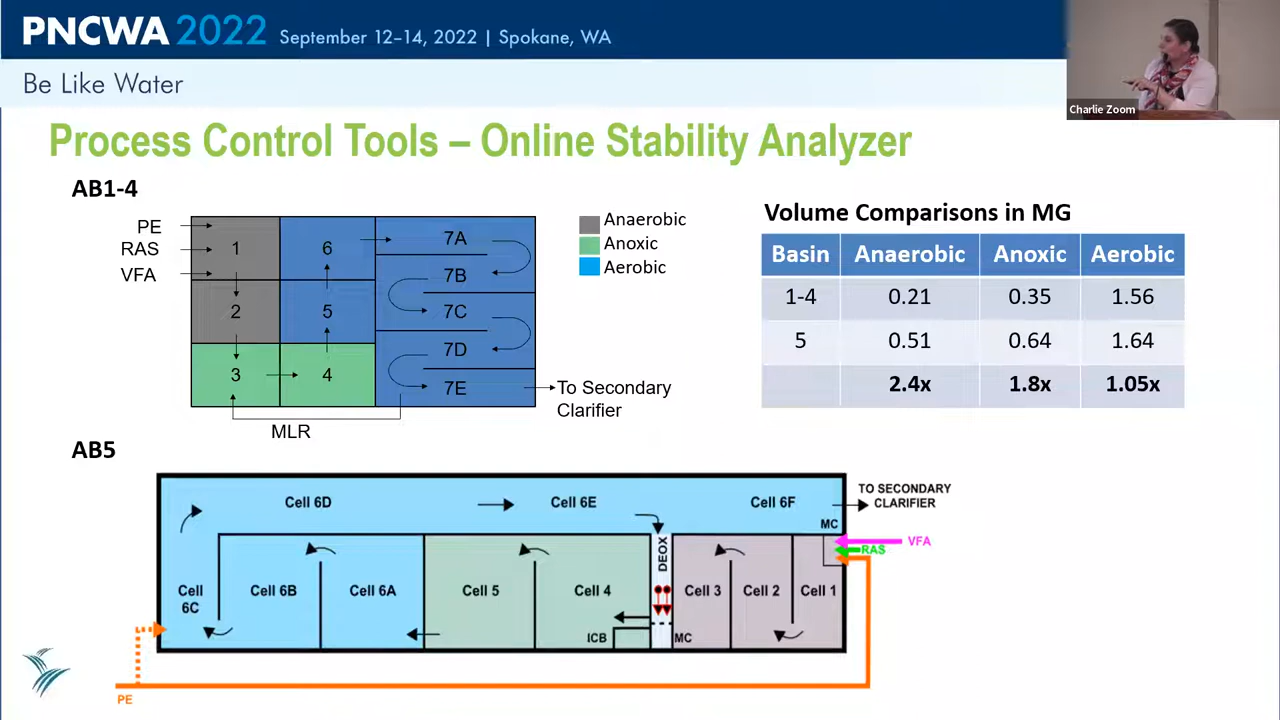 PNCWA 2022 September 12–14, 2022 | Spokane, WA
Be Like Water
Charlie Zoom
Process Control Tools – Online Stability Analyzer
AB1-4
PE
RAS
VFA
1
6
2
5
3
4
7A
7B
7C
7D
7E
To Secondary
Clarifier
MLR
Anaerobic
Anoxic
Aerobic
Volume Comparisons in MG
Basin Anaerobic Anoxic Aerobic
1-4 0.21 0.35 1.56
5 0.51 0.64 1.64
2.4x 1.8x 1.05x
AB5
Cell 6D
Cell 6E
Cell 6F
TO SECONDARY
CLARIFIER
MC
VFA
RAS
DEOX
Cell
6C
Cell 6B
Cell 6A
Cell 5
Cell 4
Cell 3
Cell 2
Cell 1
ICB
MC
PE